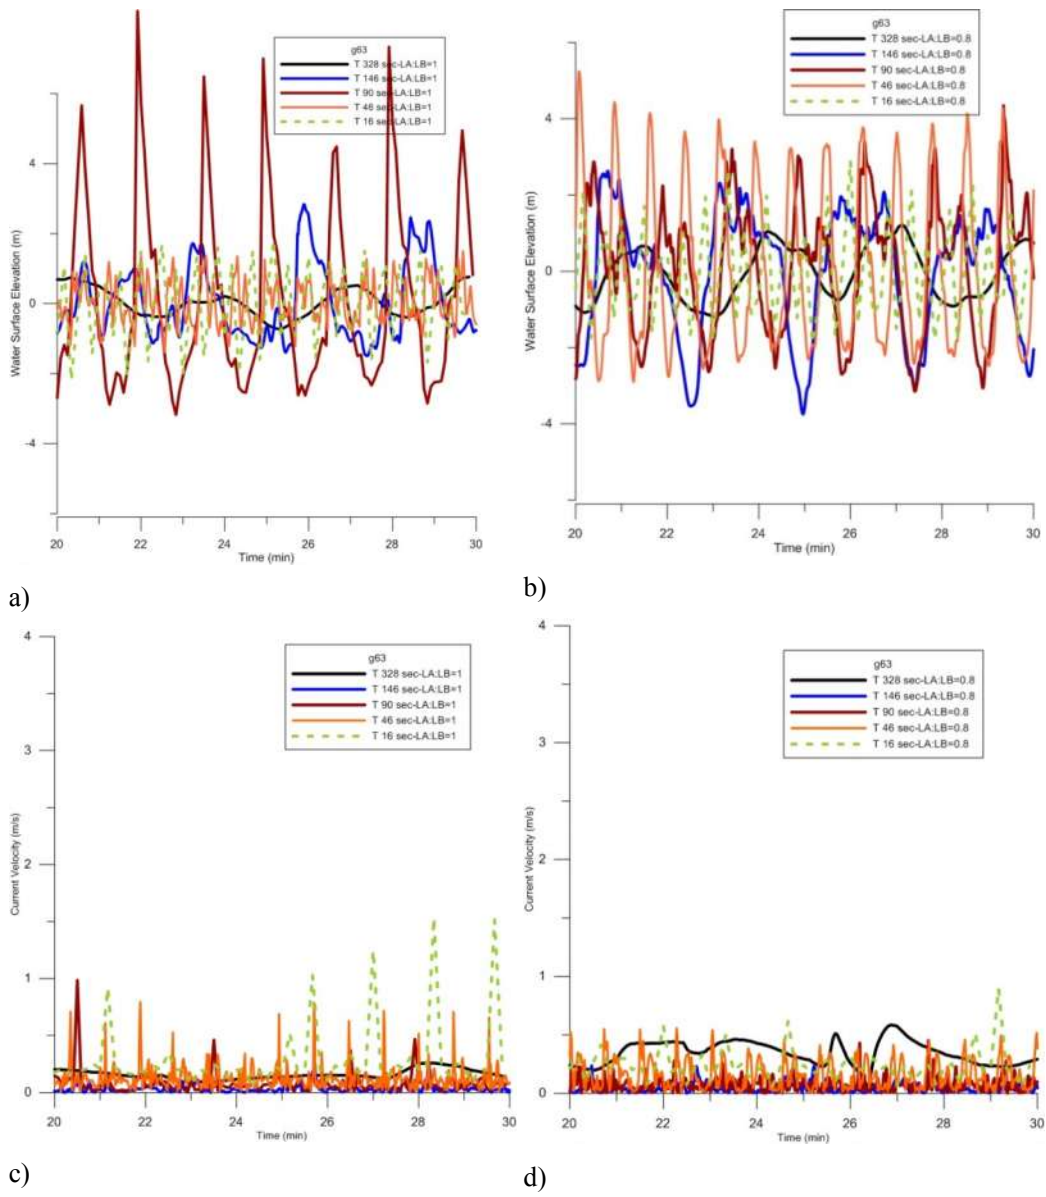 g63
T 328 sec-LA:LB=1
T 146 sec-LA:LB=1
T 90 sec-LA:LB=1
T 46 sec-LA:LB=1
T 16 sec-LA:LB=1
Water Surface Elevation (m)
4
0
-4
20
22
24
26
28
30
Time (min)
a)
g63
T 328 sec-LA:LB=0.8
T 146 sec-LA:LB=0.8
T 90 sec-LA:LB=0.8
T 46 sec-LA:LB=0.8
T 16 sec-LA:LB=0.8
Water Surface Elevation (m)
4
0
-4
20
22
24
26
28
30
Time (min)
b)
g63
T 328 sec-LA:LB=1
T 146 sec-LA:LB=1
T 90 sec-LA:LB=1
T 46 sec-LA:LB=1
T 16 sec-LA:LB=1
Current Velocity (m/s)
4
3
2
1
0
20
22
24
26
28
30
Time (min)
c)
g63
T 328 sec-LA:LB=0.8
T 146 sec-LA:LB=0.8
T 90 sec-LA:LB=0.8
T 46 sec-LA:LB=0.8
T 16 sec-LA:LB=0.8
Current Velocity (m/s)
4
3
2
1
0
20
22
24
26
28
30
Time (min)
d)